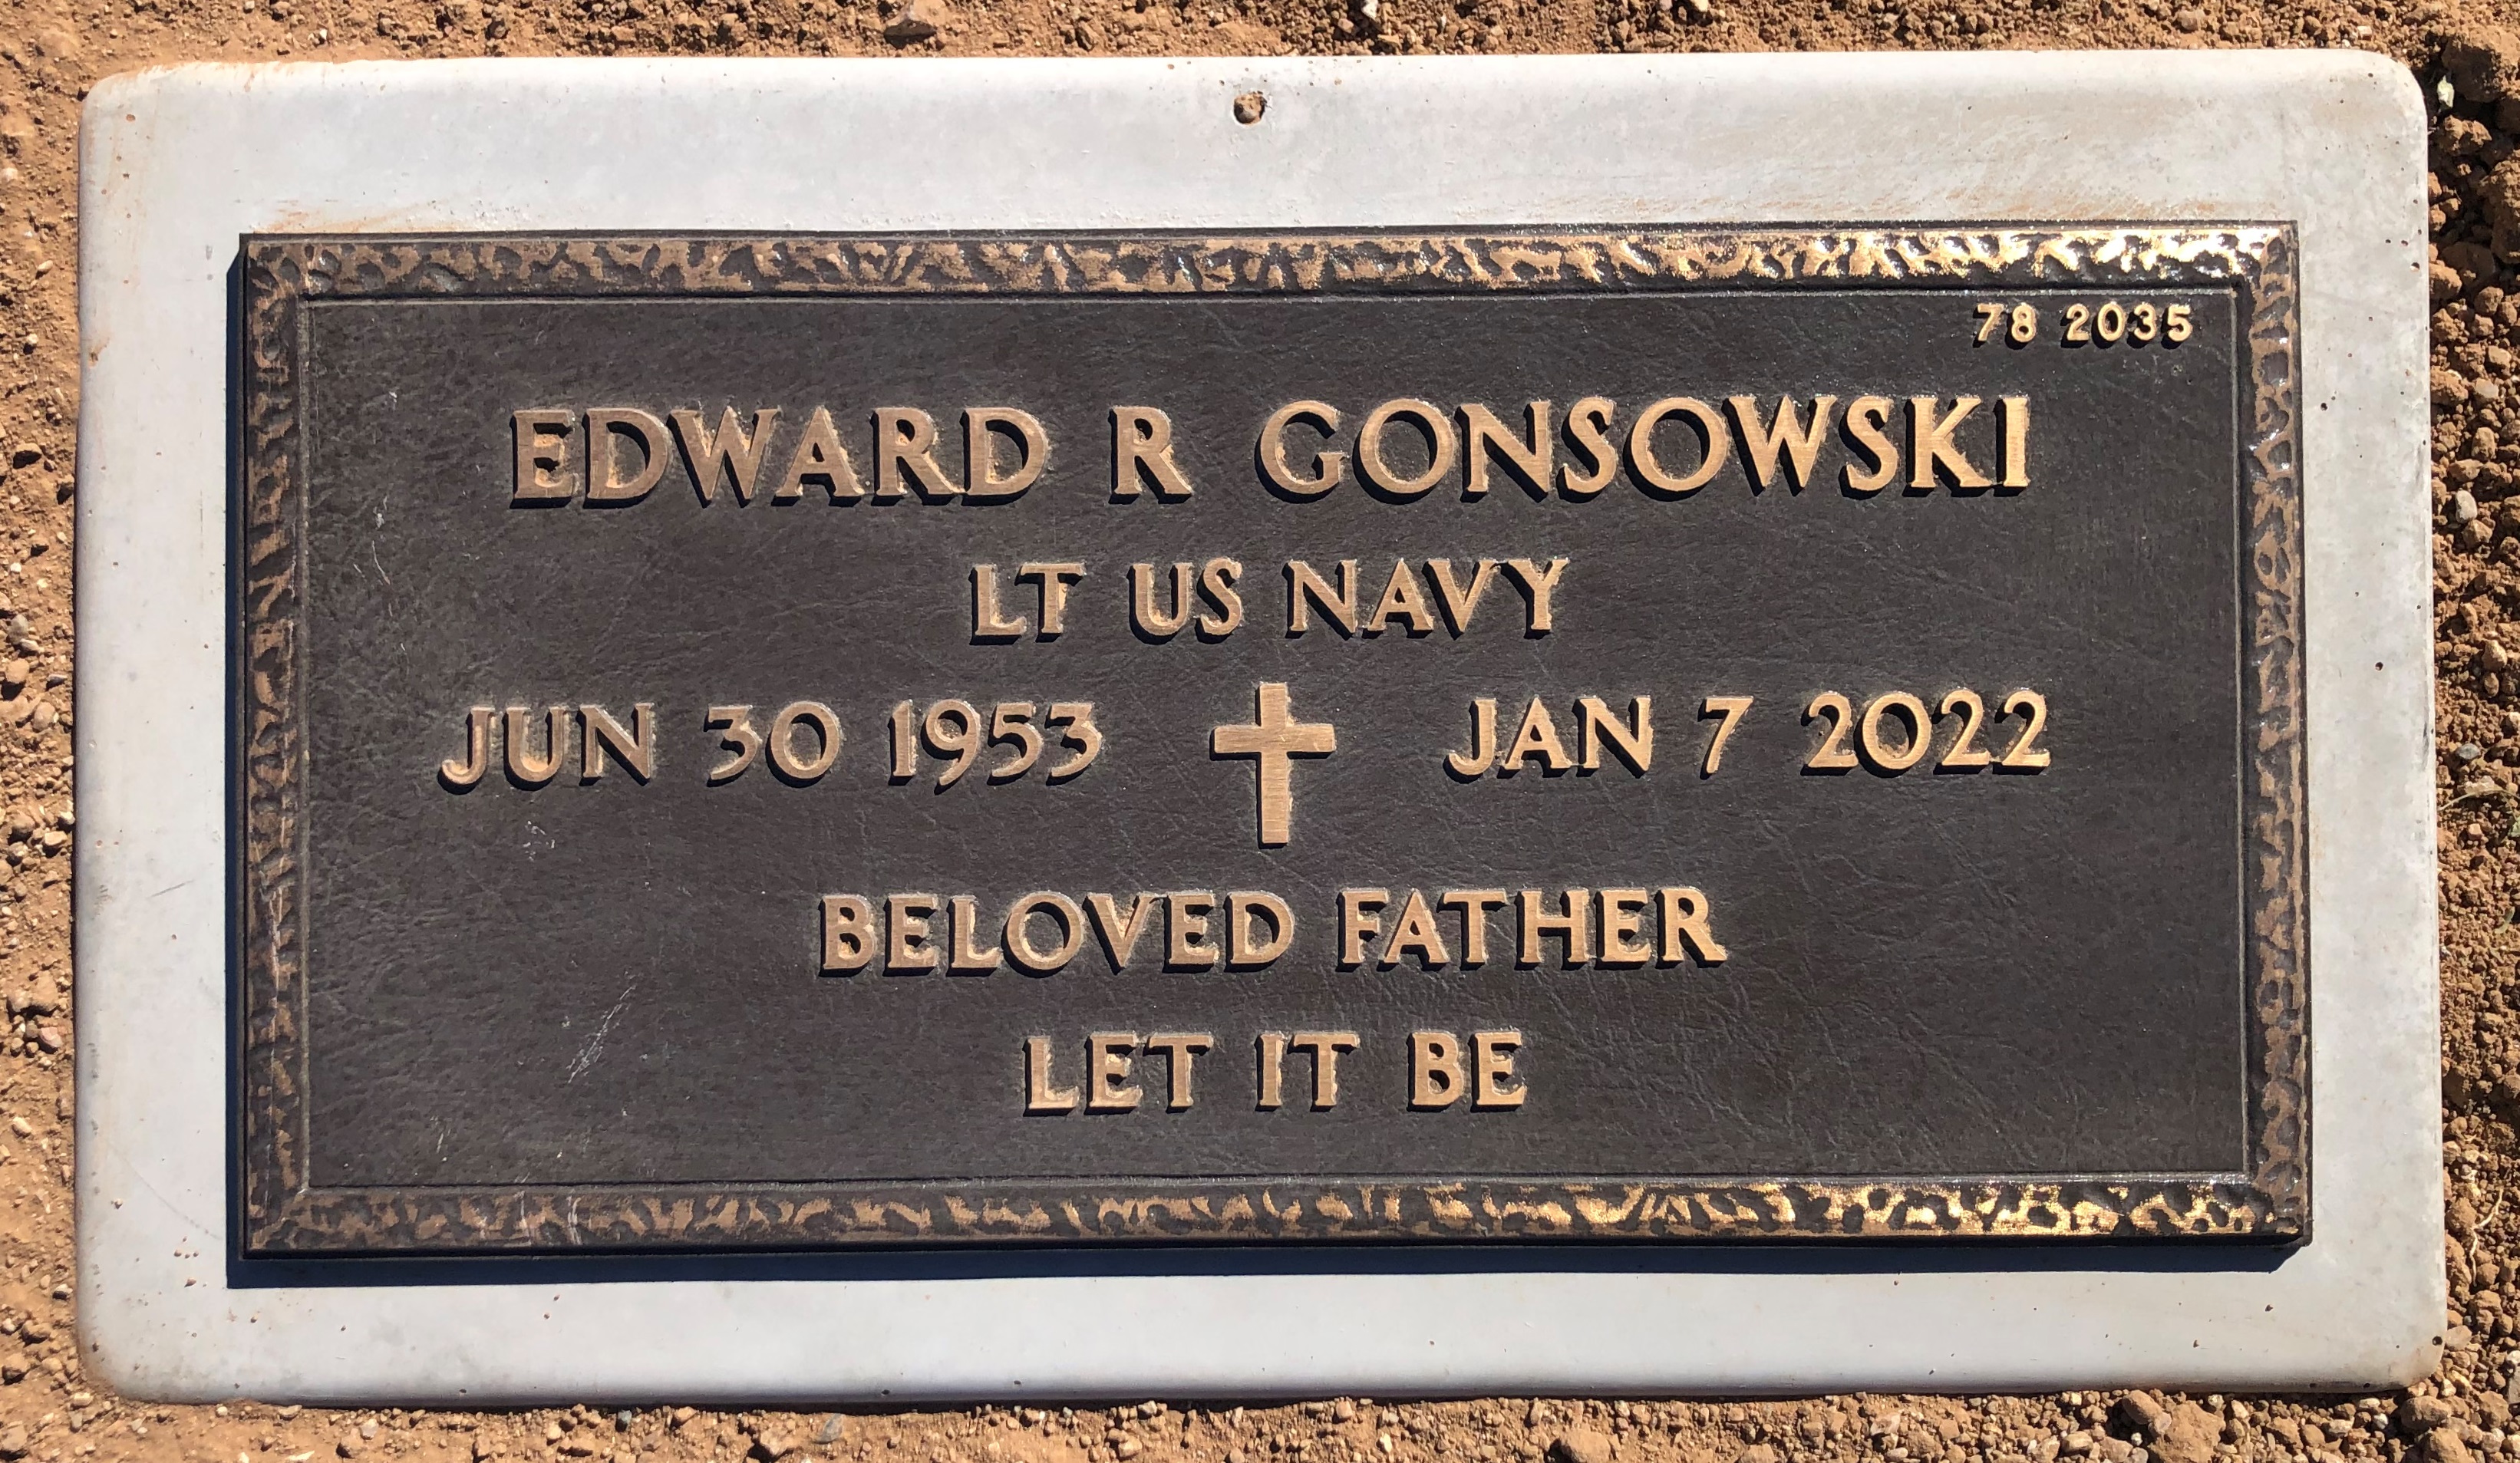 78 2035
EDWARD R GONSOWSKI
LT US NAVY
JUN 30 1953 JAN 7 2022
BELOVED FATHER
LET IT BE